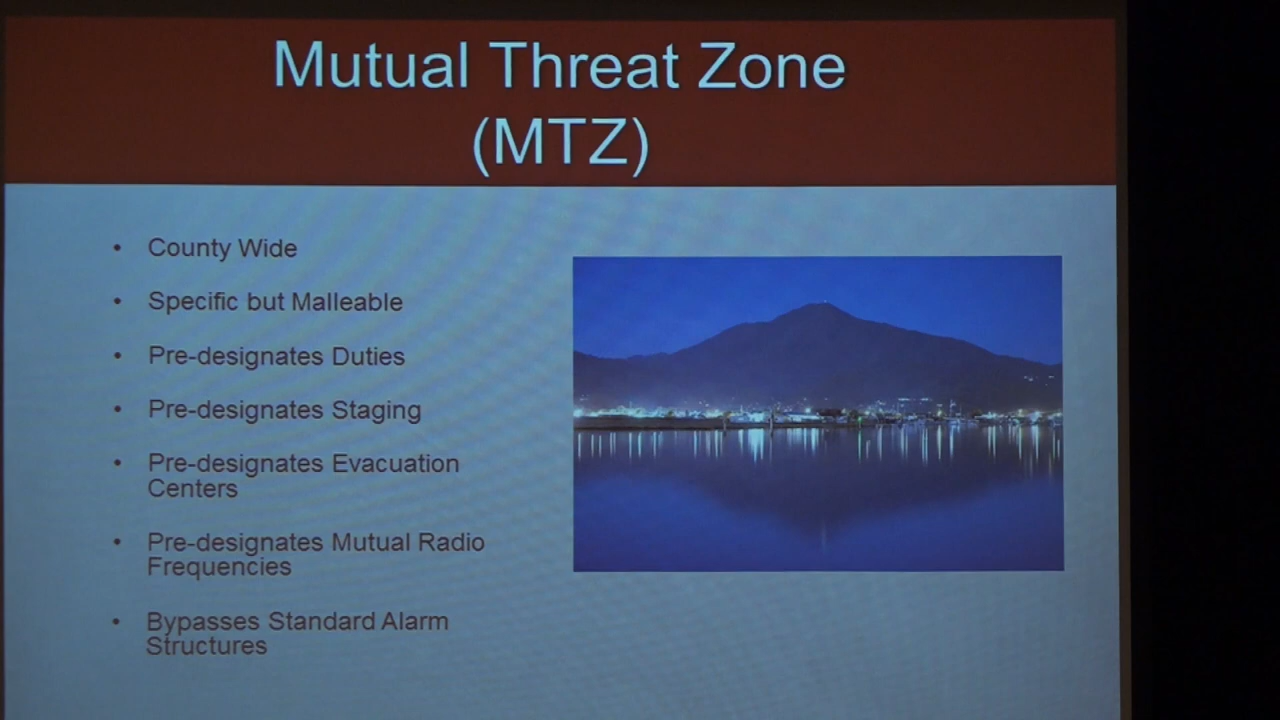 Mutual Threat Zone
(MTZ)
• County Wide
• Specific but Malleable
• Pre-designates Duties
• Pre-designates Staging
• Pre-designates Evacuation
Centers
• Pre-designates Mutual Radio
Frequencies
• Bypasses Standard Alarm
Structures